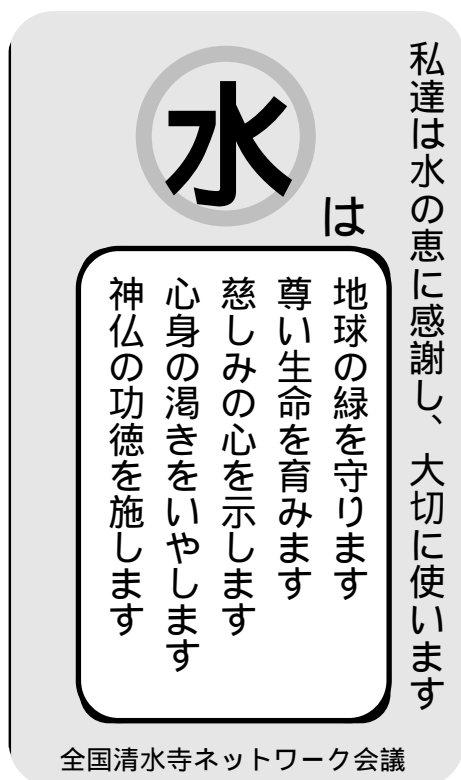 私達は水の恵に感謝し、大切に使います
水
は
地球の緑を守ります
尊い生命を育みます
慈しみの心を示します
心身の渇きをいやします
神仏の功徳を施します
全国清水寺ネットワーク会議